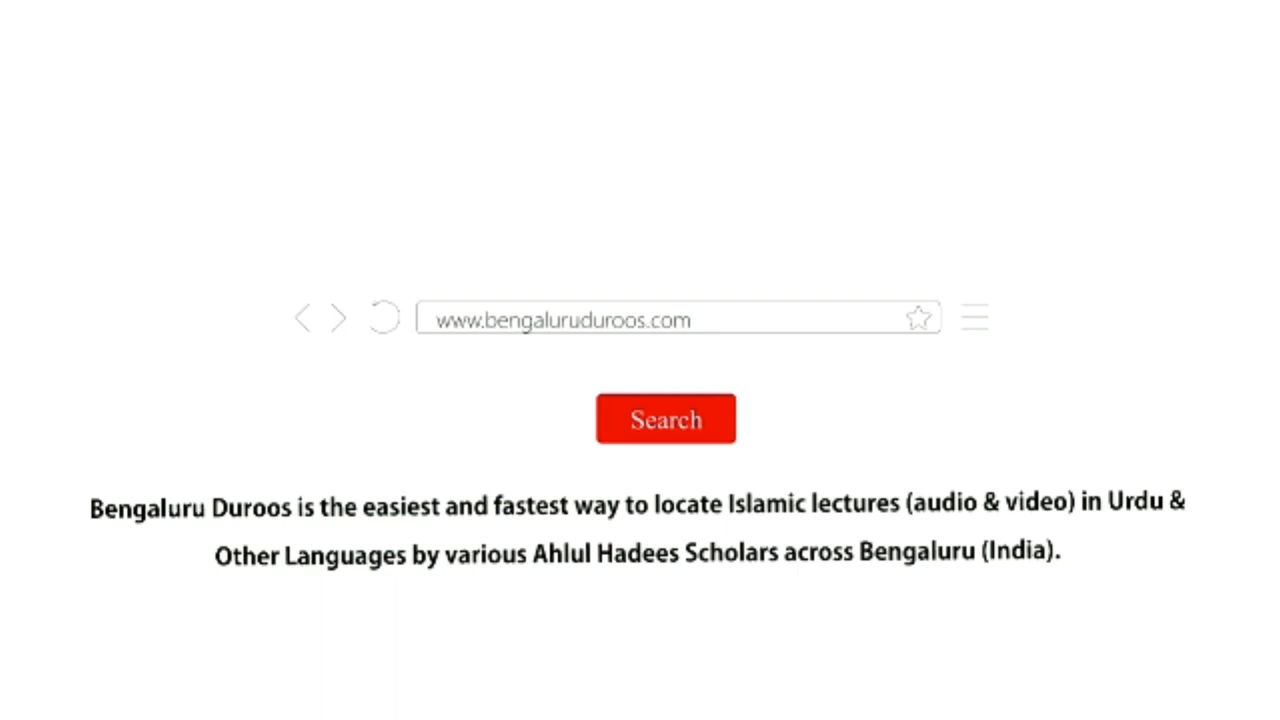 www.bengaluruduroos.com
Search
Bengaluru Duroos is the easiest and fastest way to locate Islamic lectures (audio & video) in Urdu &
Other Languages by various Ahlul Hadees Scholars across Bengaluru (India).